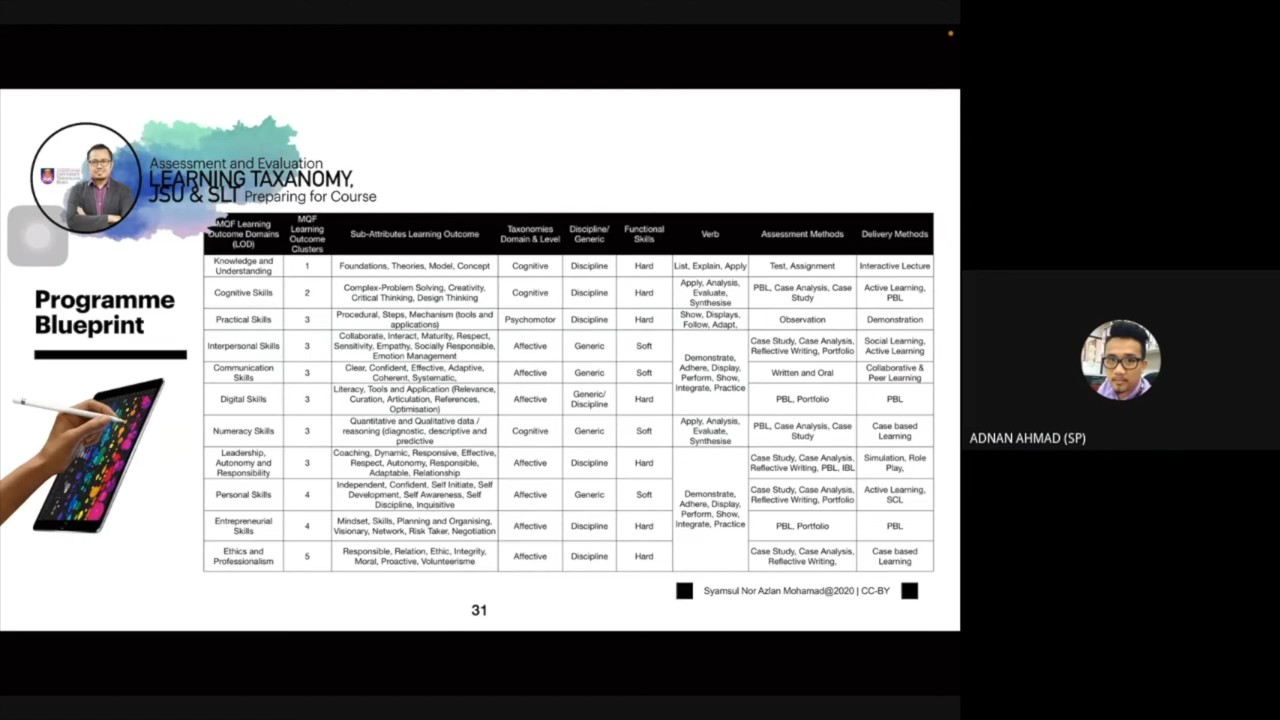 Assessment and Evaluation
LEARNING TAXANOMY,
JSU & SLT Preparing for Course
Programme
Blueprint
MQF Learning
Outcome Domains
(LOD)
MQF
Learning
Outcome
Clusters
Sub-Attributes Learning Outcome
Taxonomies
Domain & Level
Discipline/
Generic
Functional
Skills
Verb
Assessment Methods
Delivery Methods
Knowledge and
Understanding
1
Foundations, Theories, Model, Concept
Cognitive
Discipline
Hard
List, Explain, Apply
Test, Assignment
Interactive Lecture
Cognitive Skills
2
Complex-Problem Solving, Creativity,
Critical Thinking, Design Thinking
Cognitive
Discipline
Hard
Apply, Analysis,
Evaluate,
Synthesise
PBL, Case Analysis, Case
Study
Active Learning,
PBL
Practical Skills
3
Procedural, Steps, Mechanism (tools and
applications)
Psychomotor
Discipline
Hard
Show, Displays,
Follow, Adapt,
Observation
Demonstration
Interpersonal Skills
3
Collaborate, Interact, Maturity, Respect,
Sensitivity, Empathy, Socially Responsible,
Emotion Management
Affective
Generic
Soft
Demonstrate,
Adhere, Display,
Perform, Show,
Integrate, Practice
Case Study, Case Analysis,
Reflective Writing, Portfolio
Social Learning,
Active Learning
Communication
Skills
3
Clear, Confident, Effective, Adaptive,
Coherent, Systematic,
Affective
Generic
Soft
Written and Oral
Collaborative &
Peer Learning
Digital Skills
3
Literacy, Tools and Application (Relevance,
Curation, Articulation, References,
Optimisation)
Affective
Generic/
Discipline
Hard
PBL, Portfolio
PBL
Numeracy Skills
3
Quantitative and Qualitative data /
reasoning (diagnostic, descriptive and
predictive
Cognitive
Generic
Soft
Apply, Analysis,
Evaluate,
Synthesise
PBL, Case Analysis, Case
Study
Case based
Learning
Leadership,
Autonomy and
Responsibility
3
Coaching, Dynamic, Responsive, Effective,
Respect, Autonomy, Responsible,
Adaptable, Relationship
Affective
Discipline
Hard
Demonstrate,
Adhere, Display,
Perform, Show,
Integrate, Practice
Case Study, Case Analysis,
Reflective Writing, PBL, IBL
Simulation, Role
Play,
Personal Skills
4
Independent, Confident, Self Initiate, Self
Development, Self Awareness, Self
Discipline, Inquisitive
Affective
Generic
Soft
Case Study, Case Analysis,
Reflective Writing, Portfolio
Active Learning,
SCL
Entrepreneurial
Skills
4
Mindset, Skills, Planning and Organising,
Visionary, Network, Risk Taker, Negotiation
Affective
Discipline
Hard
PBL, Portfolio
PBL
Ethics and
Professionalism
5
Responsible, Relation, Ethic, Integrity,
Moral, Proactive, Volunteerisme
Affective
Discipline
Hard
Case Study, Case Analysis,
Reflective Writing,
Case based
Learning
Syamsul Nor Azlan Mohamad@2020 | CC-BY
31
ADNAN AHMAD (SP)